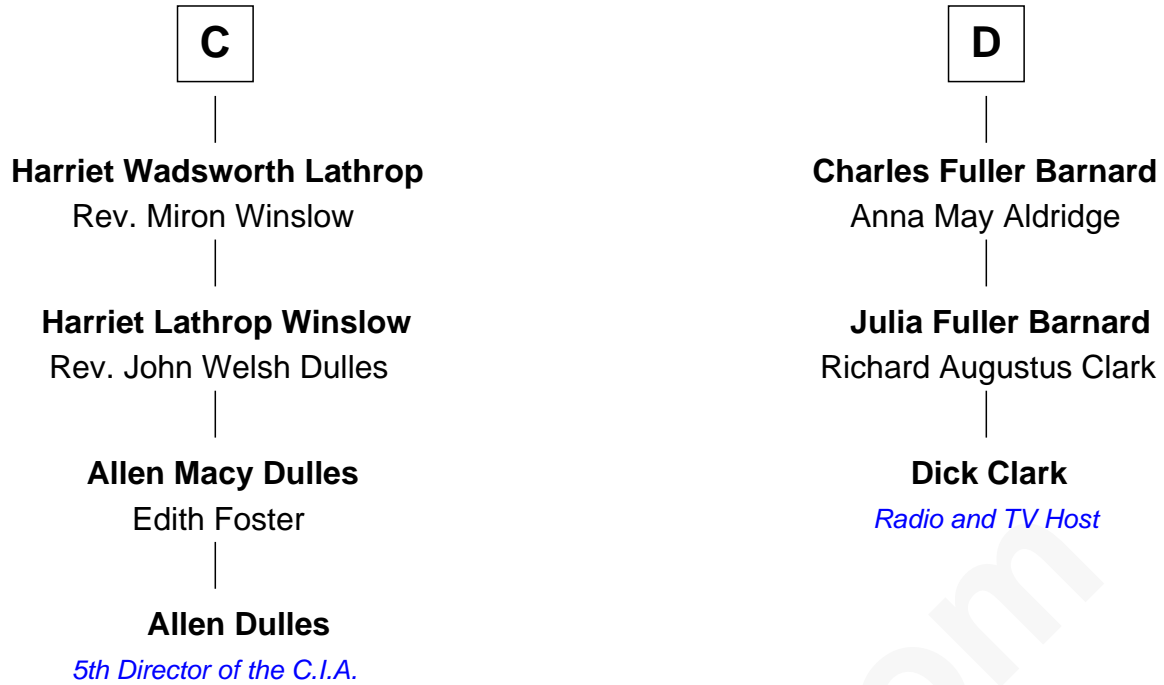 C
Harriet Wadsworth Lathrop
Rev. Miron Winslow
Harriet Lathrop Winslow
Rev. John Welsh Dulles
Allen Macy Dulles
Edith Foster
Allen Dulles
5th Director of the C.I.A.
D
Charles Fuller Barnard
Anna May Aldridge
Julia Fuller Barnard
Richard Augustus Clark
Dick Clark
Radio and TV Host
om